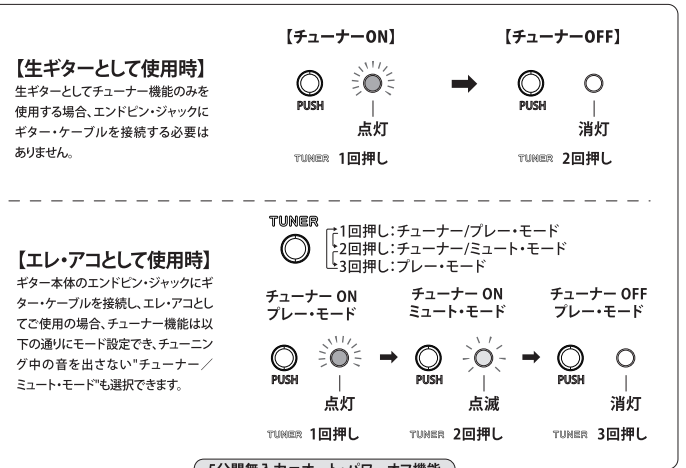 【生ギターとして使用時】
生ギターとしてチューナー機能のみを
使用する場合、エンドピン・ジャックに
ギター・ケーブルを接続する必要は
ありません。
【チューナーON】
【チューナーOFF】
PUSH
点灯
PUSH
消灯
TUNER 1回押し
TUNER 2回押し
【エレ・アコとして使用時】
ギター本体のエンドピン・ジャックにギ
ター・ケーブルを接続し、エレ・アコとし
てご使用の場合、チューナー機能は以
下の通りにモード設定でき、チューニン
グ中の音を出さない"チューナー/
ミュート・モード"も選択できます。
TUNER
1回押し:チューナー/プレー・モード
2回押し:チューナー/ミュート・モード
3回押し:プレー・モード
チューナー ON
プレー・モード
チューナー ON
ミュート・モード
チューナー OFF
プレー・モード
PUSH
点灯
PUSH
点滅
PUSH
消灯
TUNER 1回押し
TUNER 2回押し
TUNER 3回押し